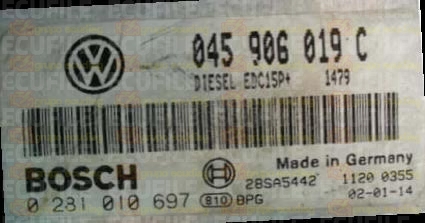 045 906 019 C
DIESEL EDC15P+ 1479
BOSCH
Made in Germany
28SA5442 1120 0355
0 281 010 697 810 BPG 02-01-14